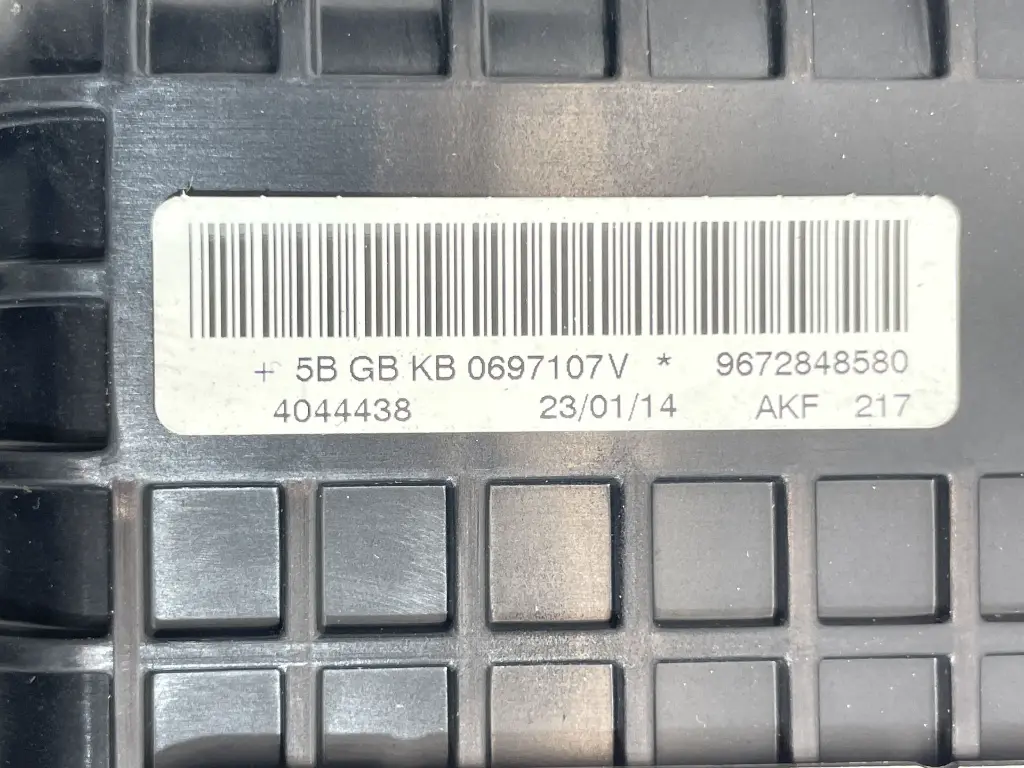 + 5B GB KB 0697107V * 9672848580
4044438 23/01/14 AKF 217